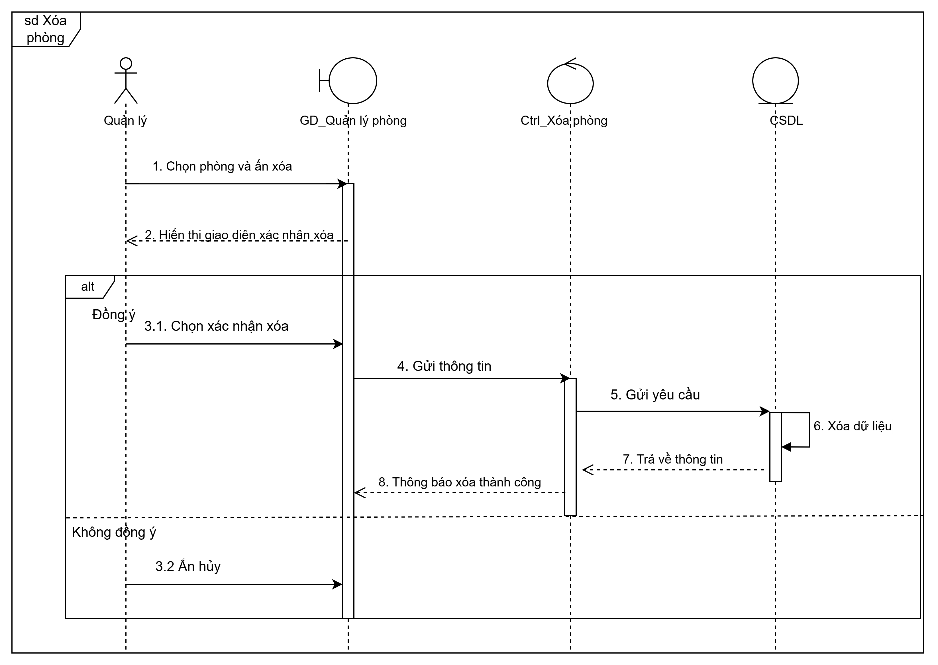 sd Xóa
phòng
Quản lý
GD_Quản lý phòng
Ctrl_Xóa phòng
CSDL
1. Chọn phòng và ấn xóa
2. Hiển thị giao diện xác nhận xóa
alt
Đồng ý
3.1. Chọn xác nhận xóa
4. Gửi thông tin
5. Gửi yêu cầu
6. Xóa dữ liệu
7. Trả về thông tin
8. Thông báo xóa thành công
Không đồng ý
3.2 Ấn hủy